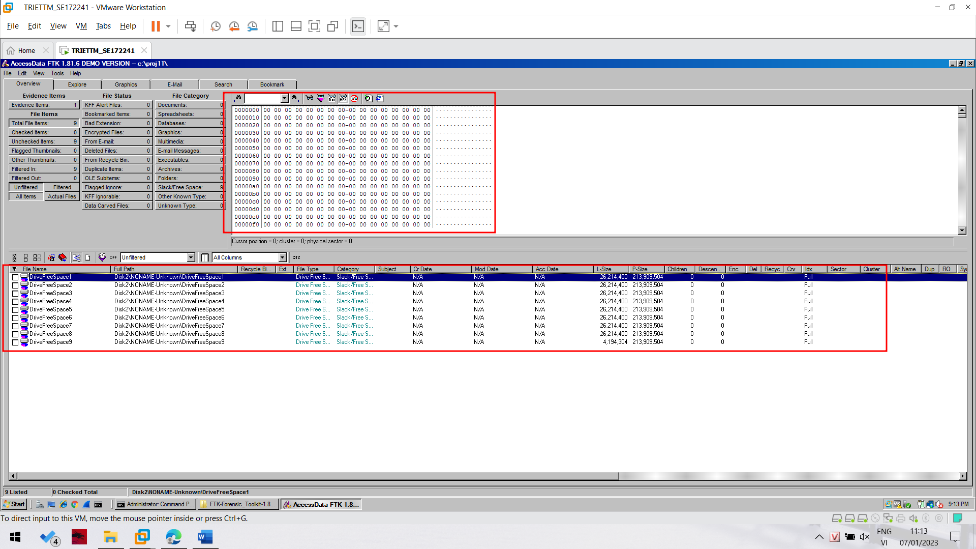 TRIETTM_SE172241 - VMware Workstation
File Edit View VM Tabs Help
Home TRIETTM_SE172241
AccessData FTK 1.81.6 DEMO VERSION -- c:\proj11\
File Edit View Tools Help
Overview Explore Graphics E-Mail Search Bookmark
Evidence Items File Status File Category
Evidence Items: 1 KFF Alert Files: 0 Documents: 0
File Items Bookmarked Items: 0 Spreadsheets: 0
Total File Items: 9 Bad Extension: 0 Databases: 0
Checked Items: 0 Encrypted Files: 0 Graphics: 0
Unchecked Items: 9 From E-mail: 0 Multimedia: 0
Flagged Thumbnails: 0 Deleted Files: 0 E-mail Messages: 0
Other Thumbnails: 0 From Recycle Bin: 0 Executables: 0
Filtered In: 9 Duplicate Items: 0 Archives: 0
Filtered Out: 0 OLE Subitems: 0 Folders: 0
Unfiltered Filtered Flagged Ignore: 0 Slack/Free Space: 9
All Items Actual Files KFF Ignorable: 0 Other Known Type: 0
Data Carved Files: 0 Unknown Type: 0
0000000 00 00 00 00 00 00 00 00-00 00 00 00 00 00 00 00 ················
0000010 00 00 00 00 00 00 00 00-00 00 00 00 00 00 00 00 ················
0000020 00 00 00 00 00 00 00 00-00 00 00 00 00 00 00 00 ················
0000030 00 00 00 00 00 00 00 00-00 00 00 00 00 00 00 00 ················
0000040 00 00 00 00 00 00 00 00-00 00 00 00 00 00 00 00 ················
0000050 00 00 00 00 00 00 00 00-00 00 00 00 00 00 00 00 ················
0000060 00 00 00 00 00 00 00 00-00 00 00 00 00 00 00 00 ················
0000070 00 00 00 00 00 00 00 00-00 00 00 00 00 00 00 00 ················
0000080 00 00 00 00 00 00 00 00-00 00 00 00 00 00 00 00 ················
0000090 00 00 00 00 00 00 00 00-00 00 00 00 00 00 00 00 ················
00000a0 00 00 00 00 00 00 00 00-00 00 00 00 00 00 00 00 ················
00000b0 00 00 00 00 00 00 00 00-00 00 00 00 00 00 00 00 ················
00000c0 00 00 00 00 00 00 00 00-00 00 00 00 00 00 00 00 ················
00000d0 00 00 00 00 00 00 00 00-00 00 00 00 00 00 00 00 ················
00000e0 00 00 00 00 00 00 00 00-00 00 00 00 00 00 00 00 ················
00000f0 00 00 00 00 00 00 00 00-00 00 00 00 00 00 00 00 ················
Cursor position = 0; cluster = 0; physical sector = 0
OFF Unfiltered All Columns
File Name Full Path Recycle Bi... Ext File Type Category Subject Cr Date Mod Date Acc Date L-Size P-Size Children Descen... Enc Del Recyc Crv Idx Sector Cluster Alt Name Dup RO Sy
DriveFreeSpace1 Disk2\NONAME-Unknown\DriveFreeSpace1 Drive Free S... Slack/Free S... N/A N/A N/A 26,214,400 213,909,504 0 0 Full
DriveFreeSpace2 Disk2\NONAME-Unknown\DriveFreeSpace2 Drive Free S... Slack/Free S... N/A N/A N/A 26,214,400 213,909,504 0 0 Full
DriveFreeSpace3 Disk2\NONAME-Unknown\DriveFreeSpace3 Drive Free S... Slack/Free S... N/A N/A N/A 26,214,400 213,909,504 0 0 Full
DriveFreeSpace4 Disk2\NONAME-Unknown\DriveFreeSpace4 Drive Free S... Slack/Free S... N/A N/A N/A 26,214,400 213,909,504 0 0 Full
DriveFreeSpace5 Disk2\NONAME-Unknown\DriveFreeSpace5 Drive Free S... Slack/Free S... N/A N/A N/A 26,214,400 213,909,504 0 0 Full
DriveFreeSpace6 Disk2\NONAME-Unknown\DriveFreeSpace6 Drive Free S... Slack/Free S... N/A N/A N/A 26,214,400 213,909,504 0 0 Full
DriveFreeSpace7 Disk2\NONAME-Unknown\DriveFreeSpace7 Drive Free S... Slack/Free S... N/A N/A N/A 26,214,400 213,909,504 0 0 Full
DriveFreeSpace8 Disk2\NONAME-Unknown\DriveFreeSpace8 Drive Free S... Slack/Free S... N/A N/A N/A 26,214,400 213,909,504 0 0 Full
DriveFreeSpace9 Disk2\NONAME-Unknown\DriveFreeSpace9 Drive Free S... Slack/Free S... N/A N/A N/A 4,194,304 213,909,504 0 0 Full
9 Listed 0 Checked Total Disk2\NONAME-Unknown\DriveFreeSpace1
Start Administrator: Command P... FTK-Forensic_Toolkit-1.8... AccessData FTK 1.8... 9:13 PM
To direct input to this VM, move the mouse pointer inside or press Ctrl+G.
4 ENG 11:13
VI 07/01/2023